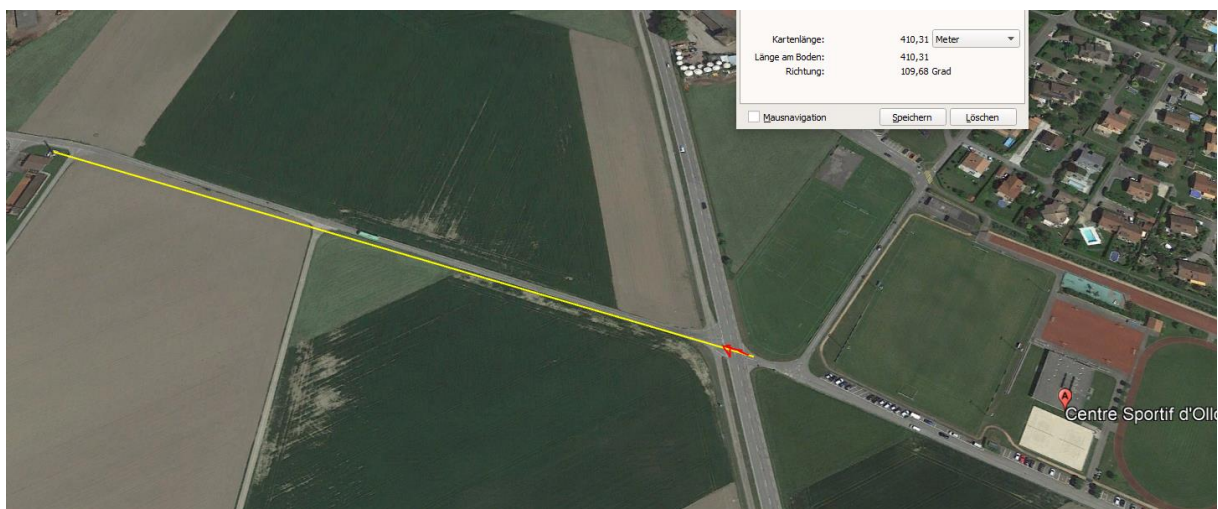 Kartenlänge: 410,31 Meter
Länge am Boden: 410,31
Richtung: 109,68 Grad
Mausnavigation Speichern Löschen
A
Centre Sportif d'Ollo